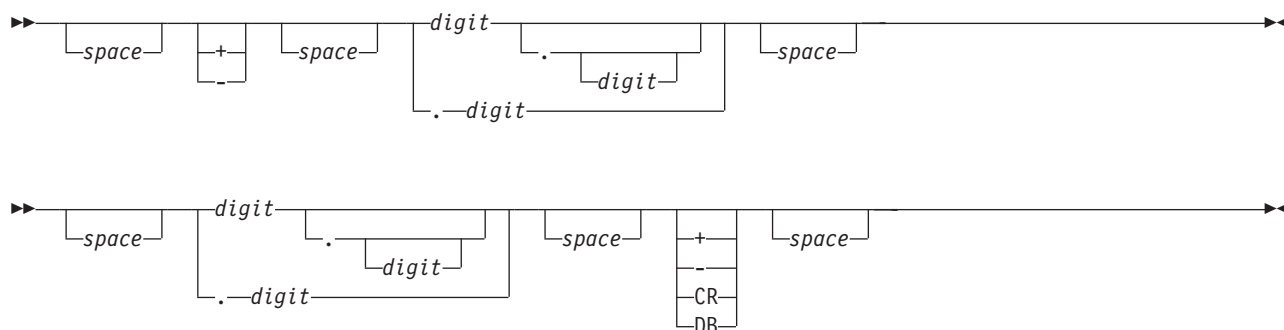 digit
space + space . space
- digit
. digit
digit
space . space + space
digit -
. digit CR
DB